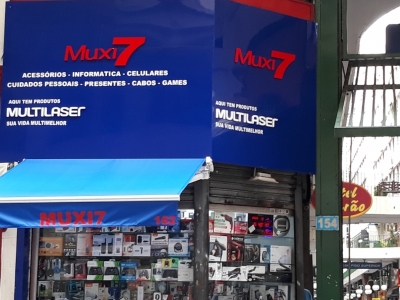 Muxi7
ACESSÓRIOS - INFORMATICA - CELULARES
CUIDADOS PESSOAIS - PRESENTES - CABOS - GAMES
AQUI TEM PRODUTOS
MULTILASER
SUA VIDA MULTIMELHOR
Muxi7
AQUI TEM PRODUTOS
MULTILASER
SUA VIDA MULTIMELHOR
MUXI7
154